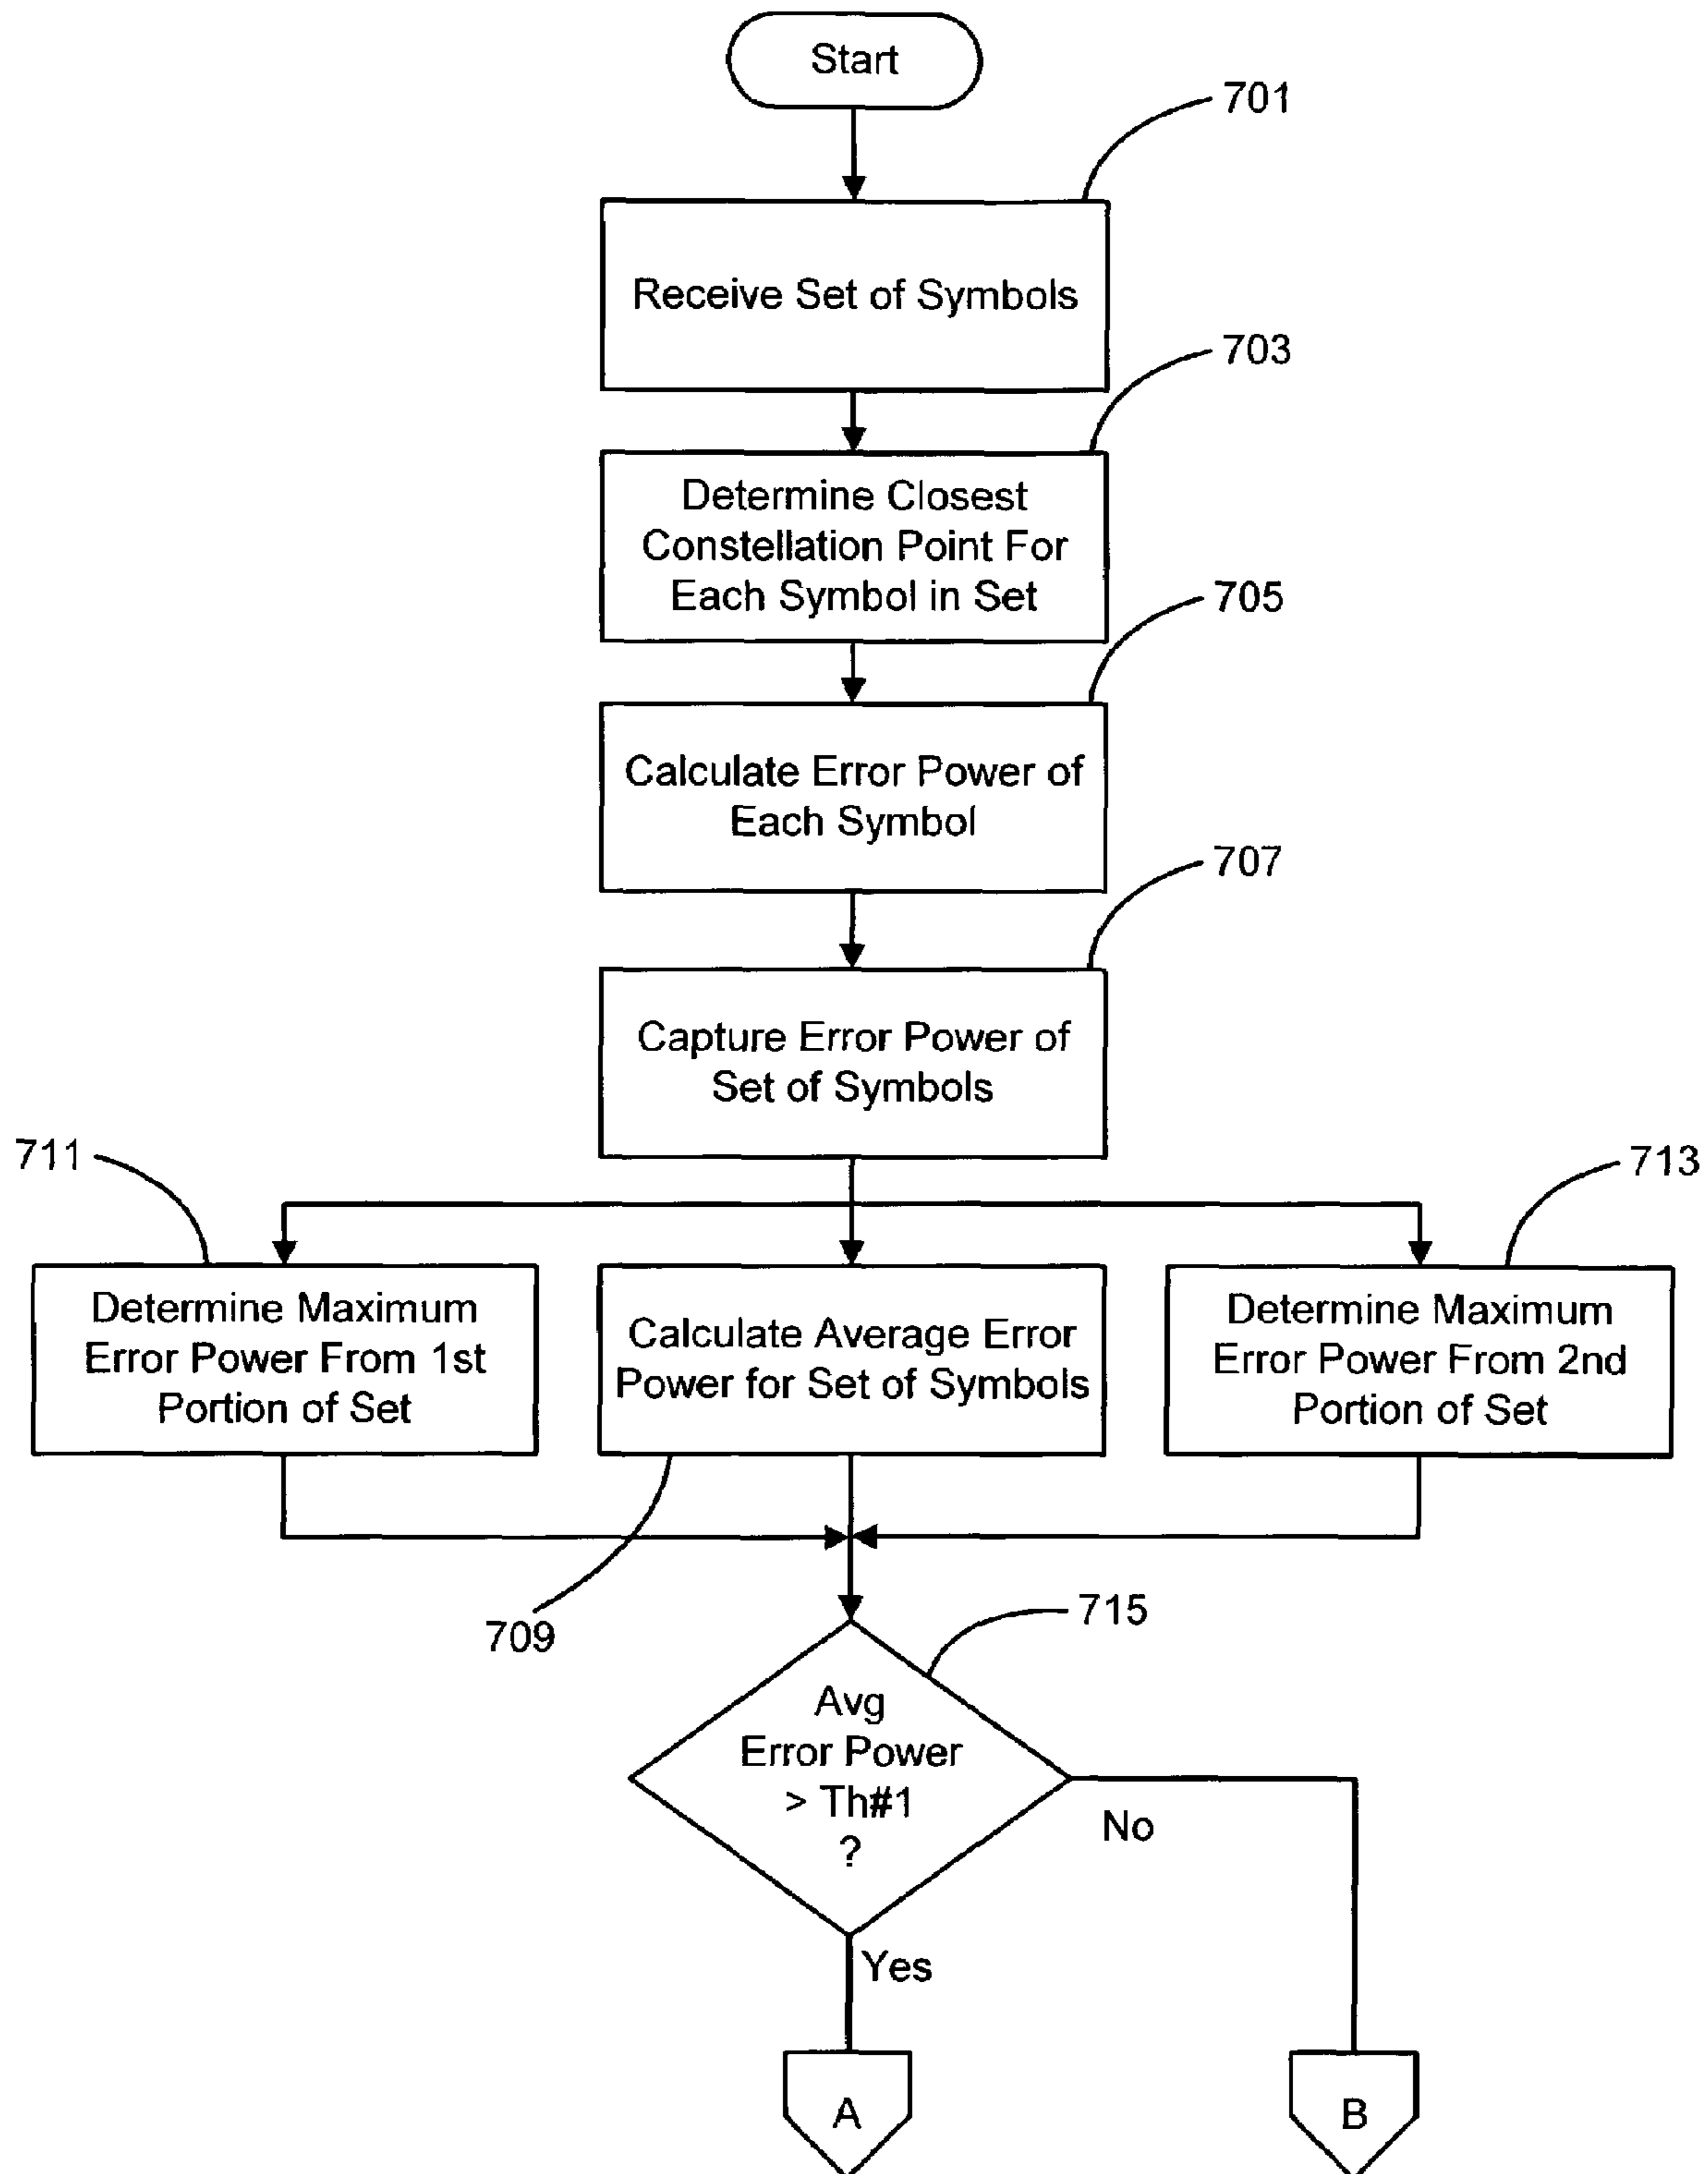 Start
701
Receive Set of Symbols
703
Determine Closest
Constellation Point For
Each Symbol in Set
705
Calculate Error Power of
Each Symbol
707
Capture Error Power of
Set of Symbols
711
713
Determine Maximum
Error Power From 1st
Portion of Set
Calculate Average Error
Power for Set of Symbols
Determine Maximum
Error Power From 2nd
Portion of Set
709
715
Avg
Error Power
> Th#1
?
No
Yes
A
B